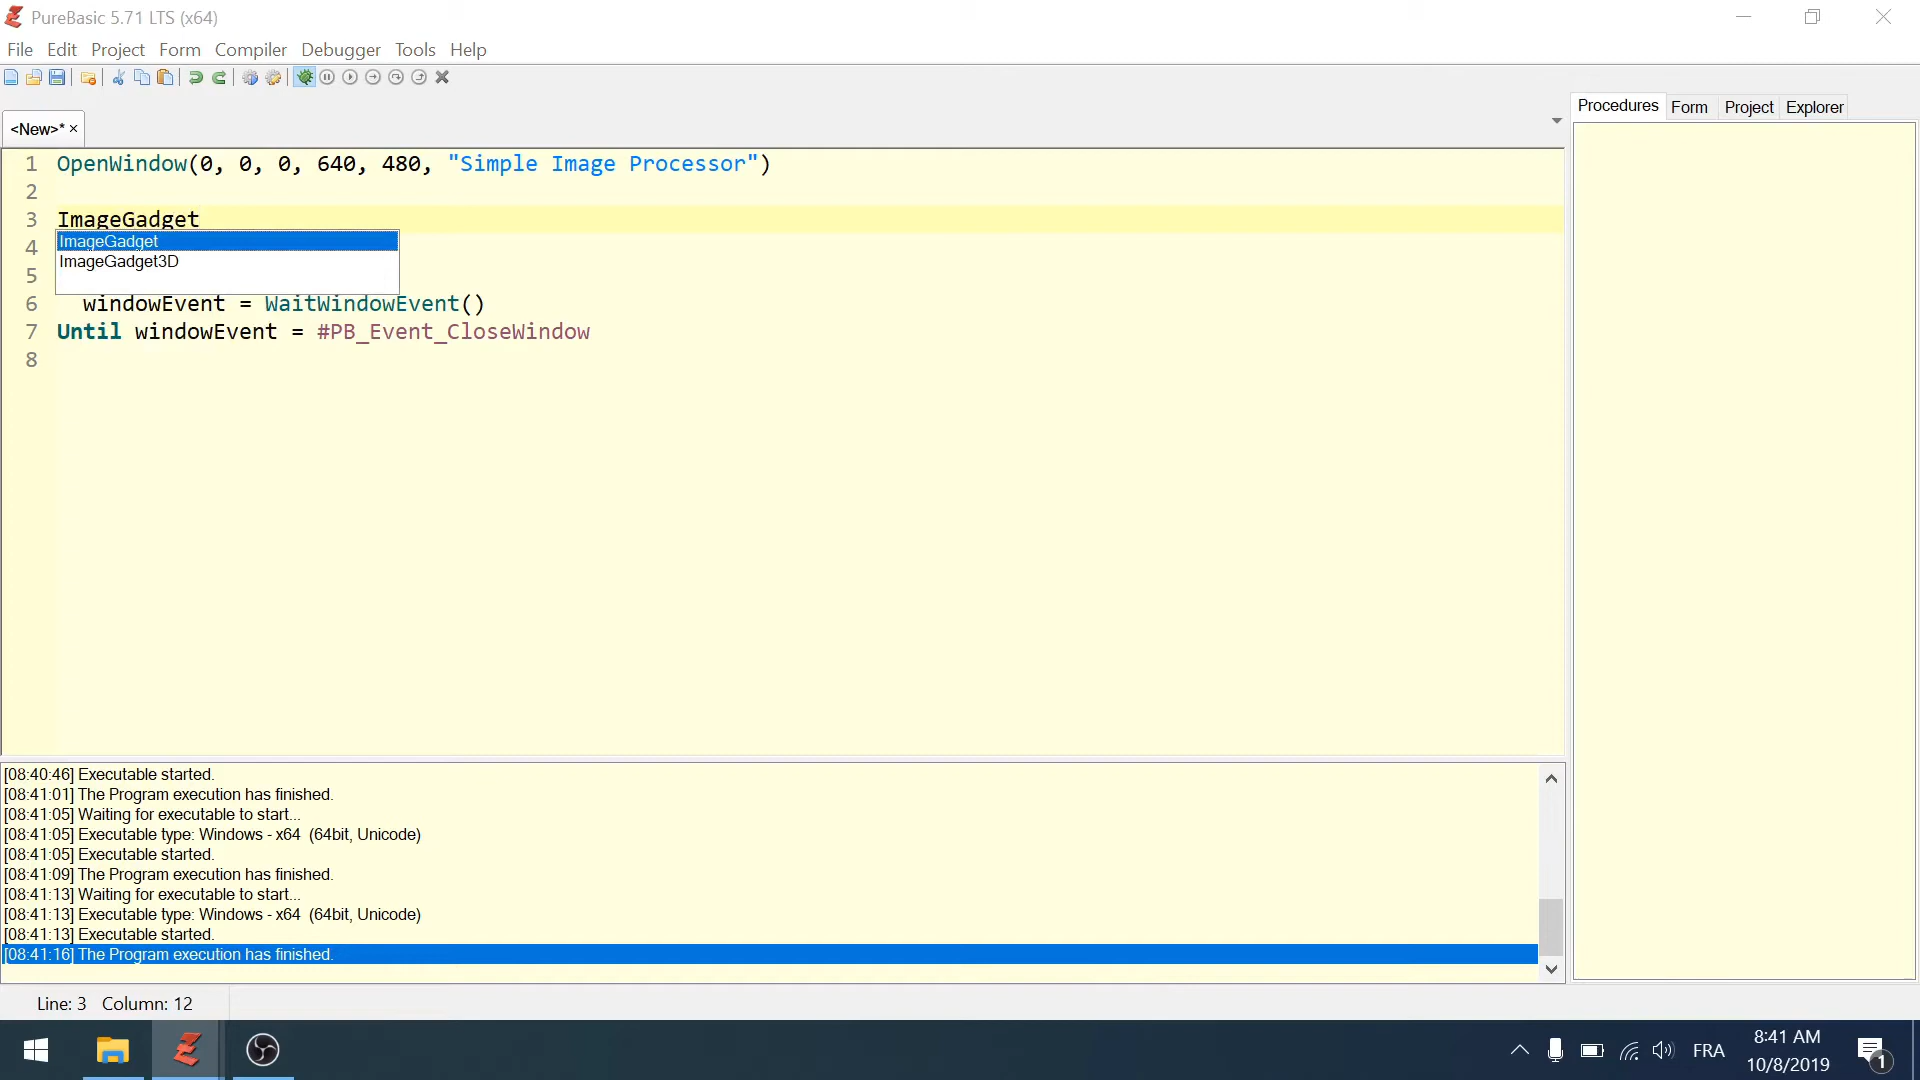 PureBasic 5.71 LTS (x64)
File Edit Project Form Compiler Debugger Tools Help
<New>* ×
Procedures Form Project Explorer
1 OpenWindow(0, 0, 0, 640, 480, "Simple Image Processor")
2
3 ImageGadget
4 ImageGadget
ImageGadget3D
5
6 windowEvent = WaitWindowEvent()
7 Until windowEvent = #PB_Event_CloseWindow
8
[08:40:46] Executable started.
[08:41:01] The Program execution has finished.
[08:41:05] Waiting for executable to start...
[08:41:05] Executable type: Windows - x64 (64bit, Unicode)
[08:41:05] Executable started.
[08:41:09] The Program execution has finished.
[08:41:13] Waiting for executable to start...
[08:41:13] Executable type: Windows - x64 (64bit, Unicode)
[08:41:13] Executable started.
[08:41:16] The Program execution has finished.
Line: 3 Column: 12
FRA
8:41 AM
10/8/2019
1